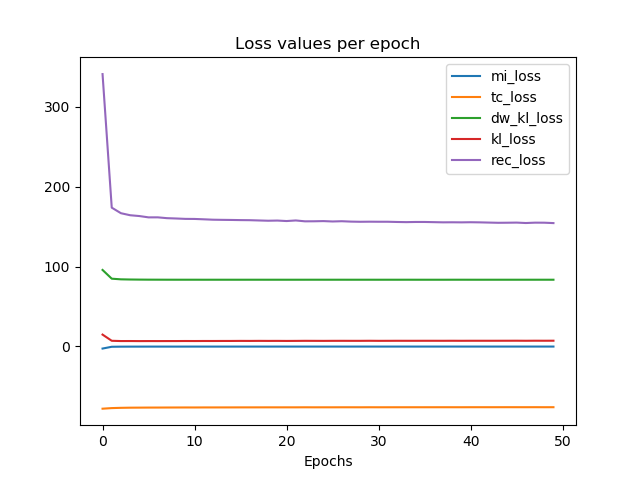 Loss values per epoch
mi_loss
tc_loss
dw_kl_loss
kl_loss
rec_loss
300
200
100
0
0 10 20 30 40 50
Epochs